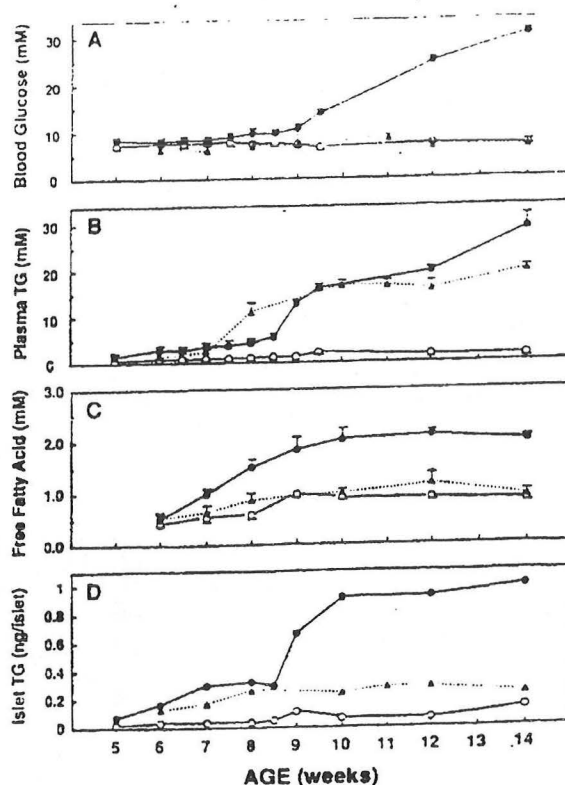 A
Blood Glucose (mM)
30
20
10
0
B
Plasma TG (mM)
30
20
10
0
C
Free Fatty Acid (mM)
3.0
2.0
1.0
0.0
D
Islet TG (ng/islet)
1
0.8
0.6
0.4
0.2
0
5 6 7 8 9 10 11 12 13 14
AGE (weeks)